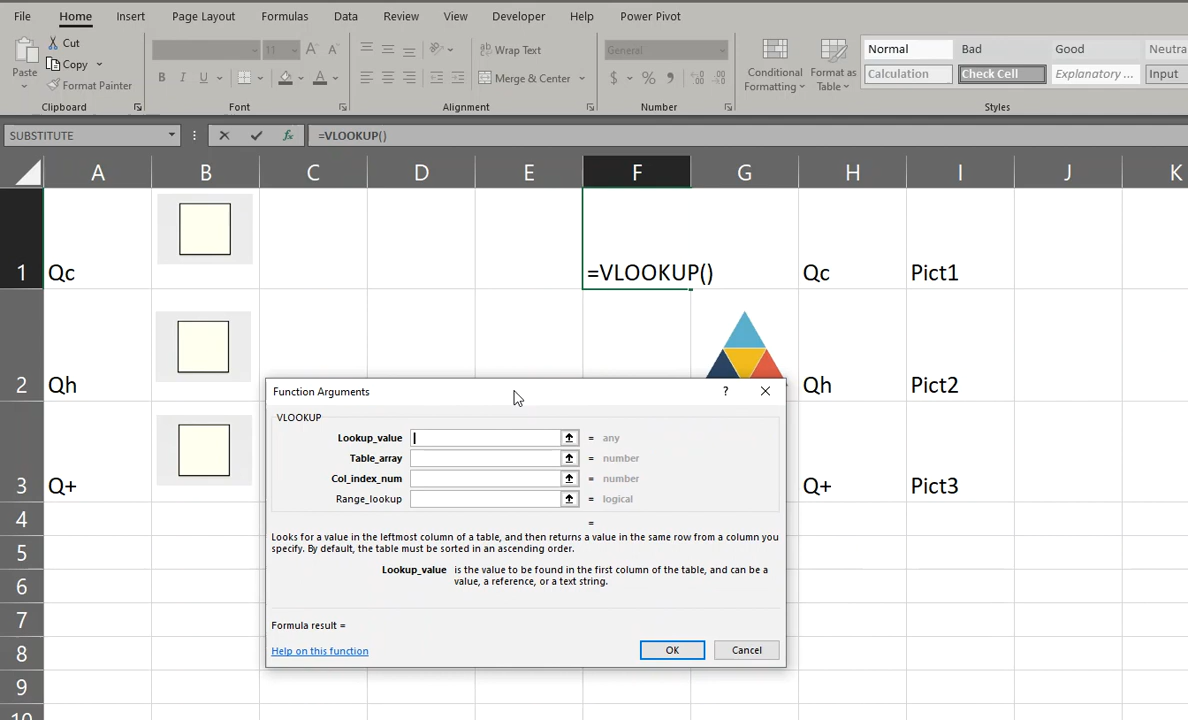 File Home Insert Page Layout Formulas Data Review View Developer Help Power Pivot
Paste
Cut
Copy
Format Painter
Clipboard
11 A A
B I U A
Font
Wrap Text
Merge & Center
Alignment
General
$ % 9
Number
Conditional Formatting
Format as Table
Normal Bad Good Neutra
Calculation Check Cell Explanatory ... Input
Styles
SUBSTITUTE fx =VLOOKUP()
A B C D E F G H I J K
1 Qc =VLOOKUP() Qc Pict1
2 Qh Qh Pict2
3 Q+ Q+ Pict3
4
5
6
7
8
9
10
Function Arguments ?
VLOOKUP
Lookup_value = any
Table_array = number
Col_index_num = number
Range_lookup = logical
=
Looks for a value in the leftmost column of a table, and then returns a value in the same row from a column you
specify. By default, the table must be sorted in an ascending order.
Lookup_value is the value to be found in the first column of the table, and can be a
value, a reference, or a text string.
Formula result =
Help on this function
OK Cancel